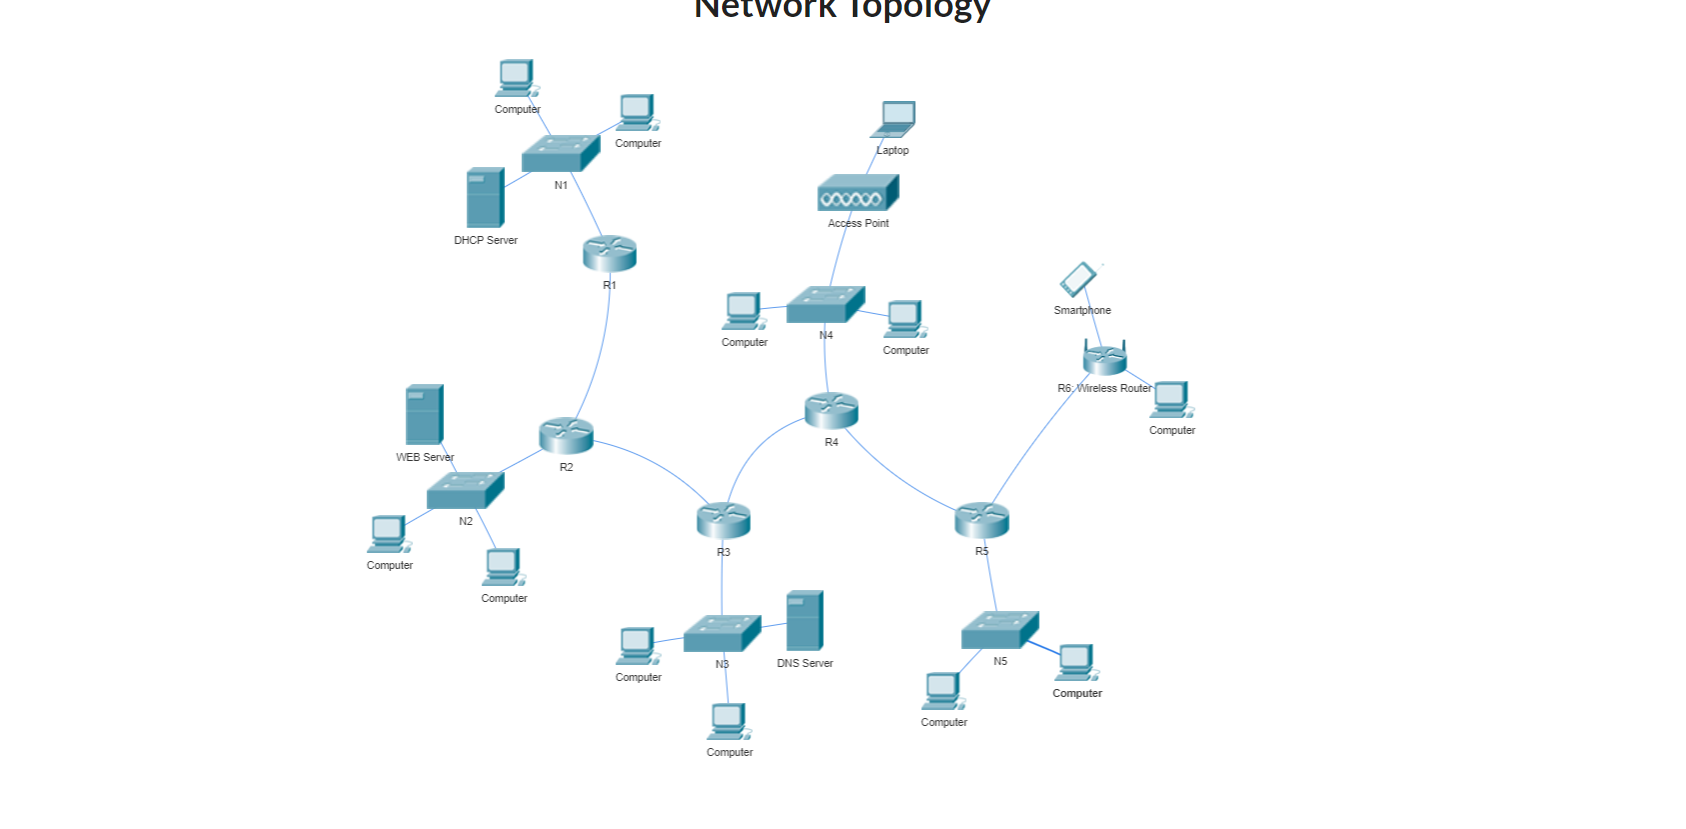 Network Topology
Computer
Computer
N1
DHCP Server
R1
Laptop
Access Point
Computer
N4
Computer
Smartphone
R6: Wireless Router
Computer
R4
WEB Server
R2
N2
Computer
Computer
R3
R5
Computer
N3
DNS Server
Computer
N5
Computer
Computer